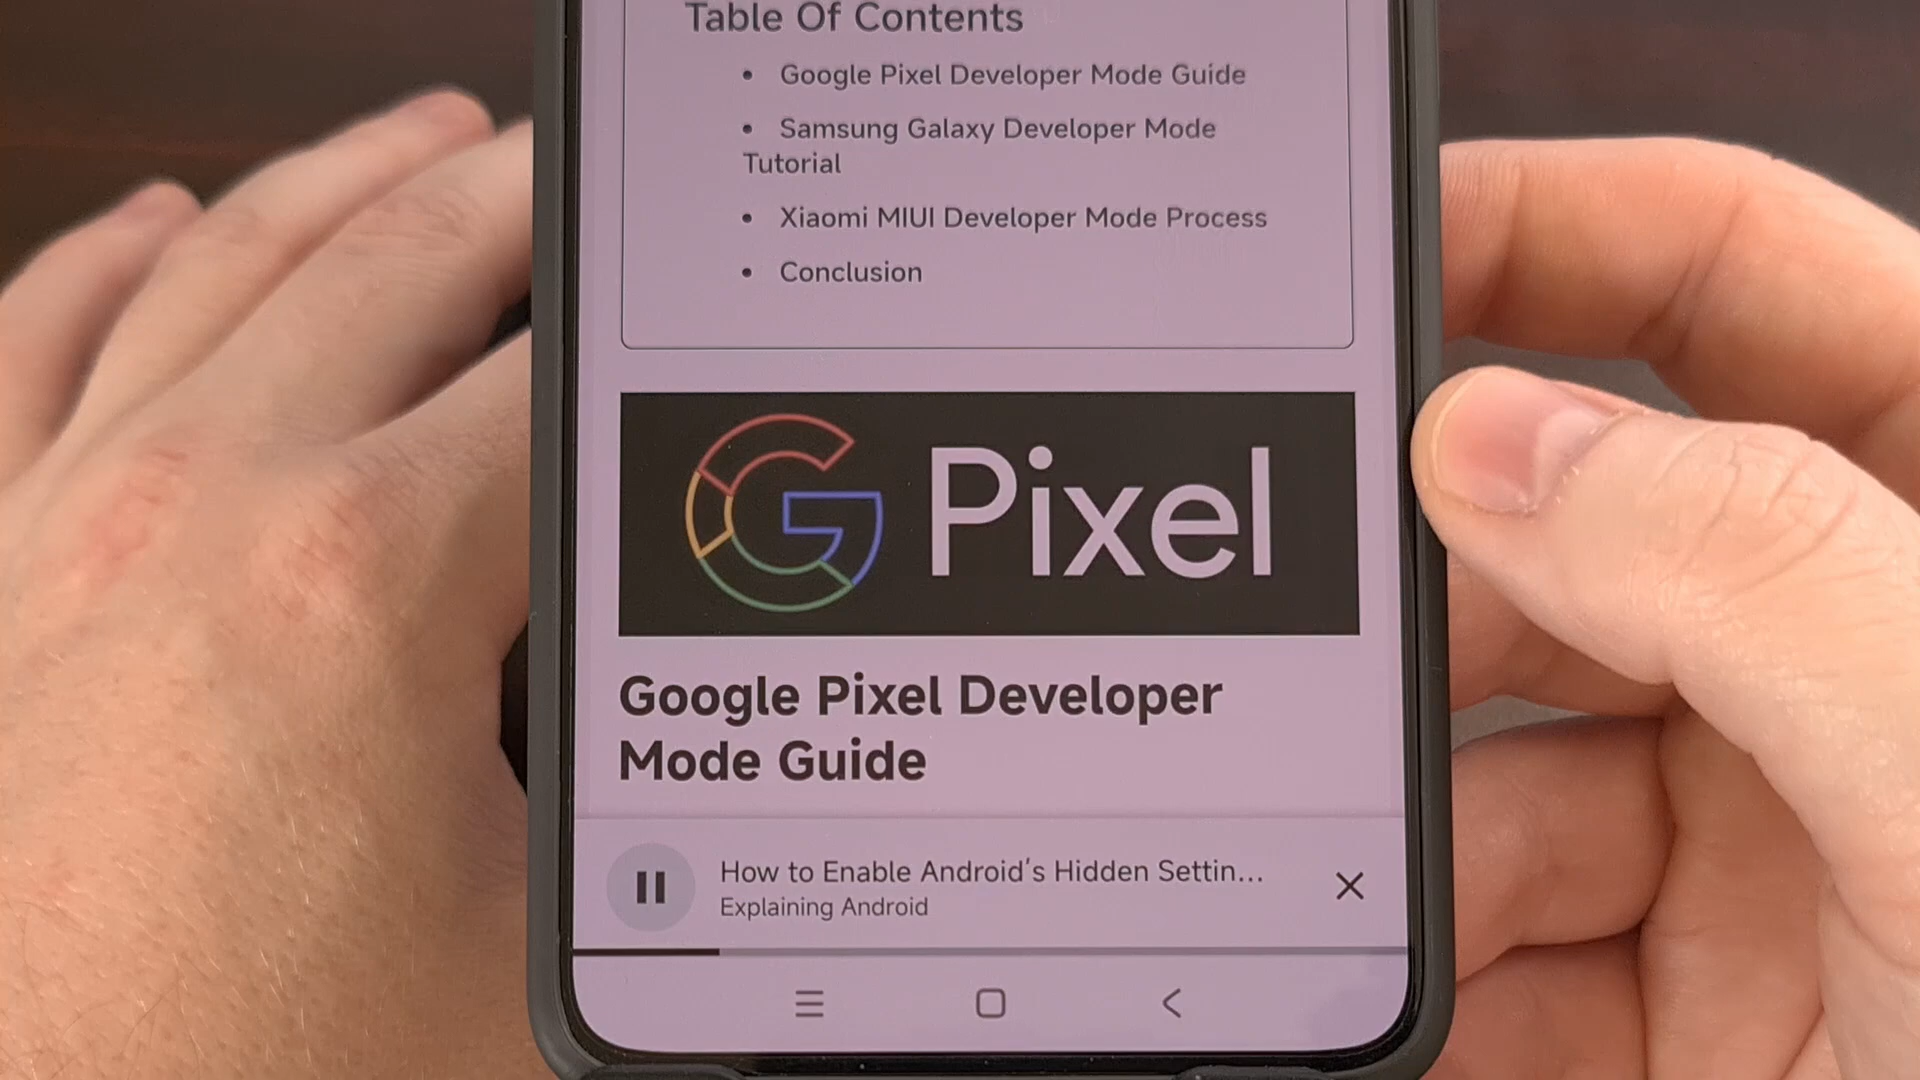 Table Of Contents
• Google Pixel Developer Mode Guide
• Samsung Galaxy Developer Mode
Tutorial
• Xiaomi MIUI Developer Mode Process
• Conclusion
G Pixel
Google Pixel Developer
Mode Guide
How to Enable Android's Hidden Settin...
Explaining Android